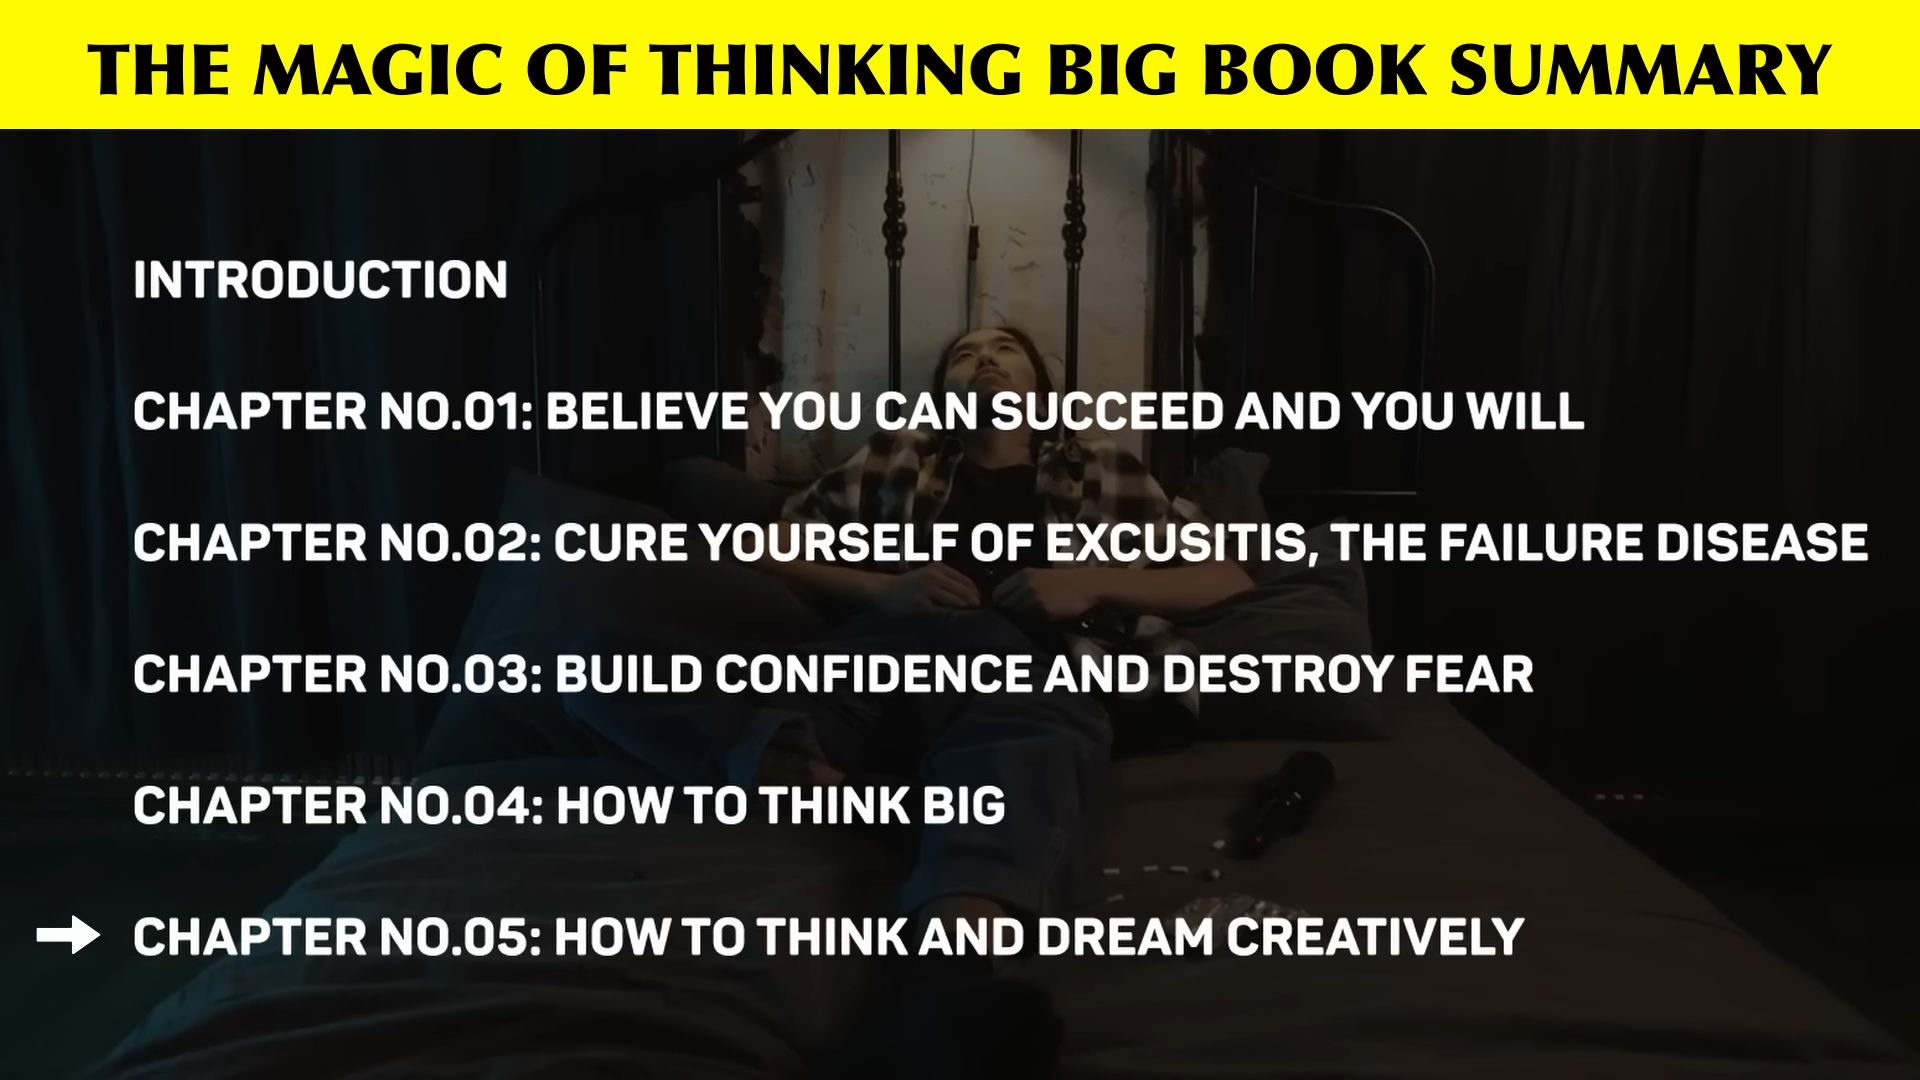 THE MAGIC OF THINKING BIG BOOK SUMMARY
INTRODUCTION
CHAPTER NO.01: BELIEVE YOU CAN SUCCEED AND YOU WILL
CHAPTER NO.02: CURE YOURSELF OF EXCUSITIS, THE FAILURE DISEASE
CHAPTER NO.03: BUILD CONFIDENCE AND DESTROY FEAR
CHAPTER NO.04: HOW TO THINK BIG
CHAPTER NO.05: HOW TO THINK AND DREAM CREATIVELY